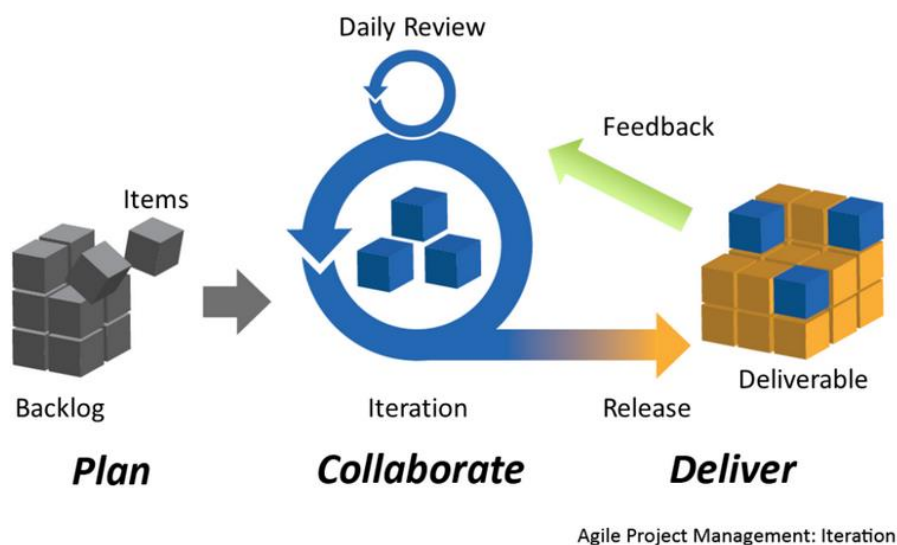 Daily Review
Feedback
Items
Deliverable
Backlog
Iteration
Release
Plan
Collaborate
Deliver
Agile Project Management: Iteration